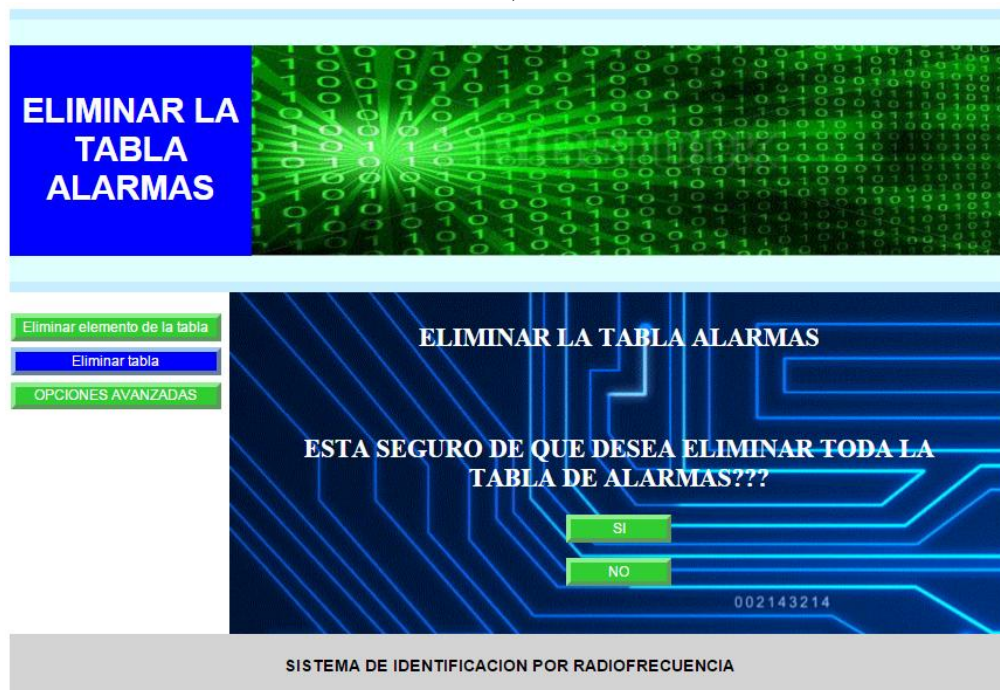 ELIMINAR LA
TABLA
ALARMAS
Eliminar elemento de la tabla
Eliminar tabla
OPCIONES AVANZADAS
ELIMINAR LA TABLA ALARMAS
ESTA SEGURO DE QUE DESEA ELIMINAR TODA LA
TABLA DE ALARMAS???
SI
NO
002143214
SISTEMA DE IDENTIFICACION POR RADIOFRECUENCIA